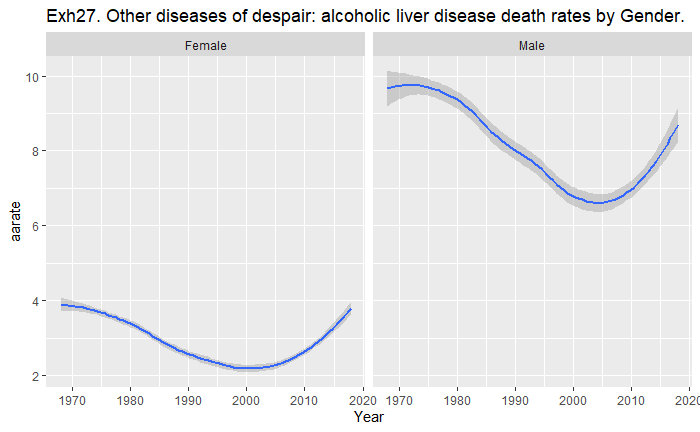 Exh27. Other diseases of despair: alcoholic liver disease death rates by Gender.
Female Male
10
8
6
4
2
aarate
1970 1980 1990 2000 2010 2020 1970 1980 1990 2000 2010 2020
Year